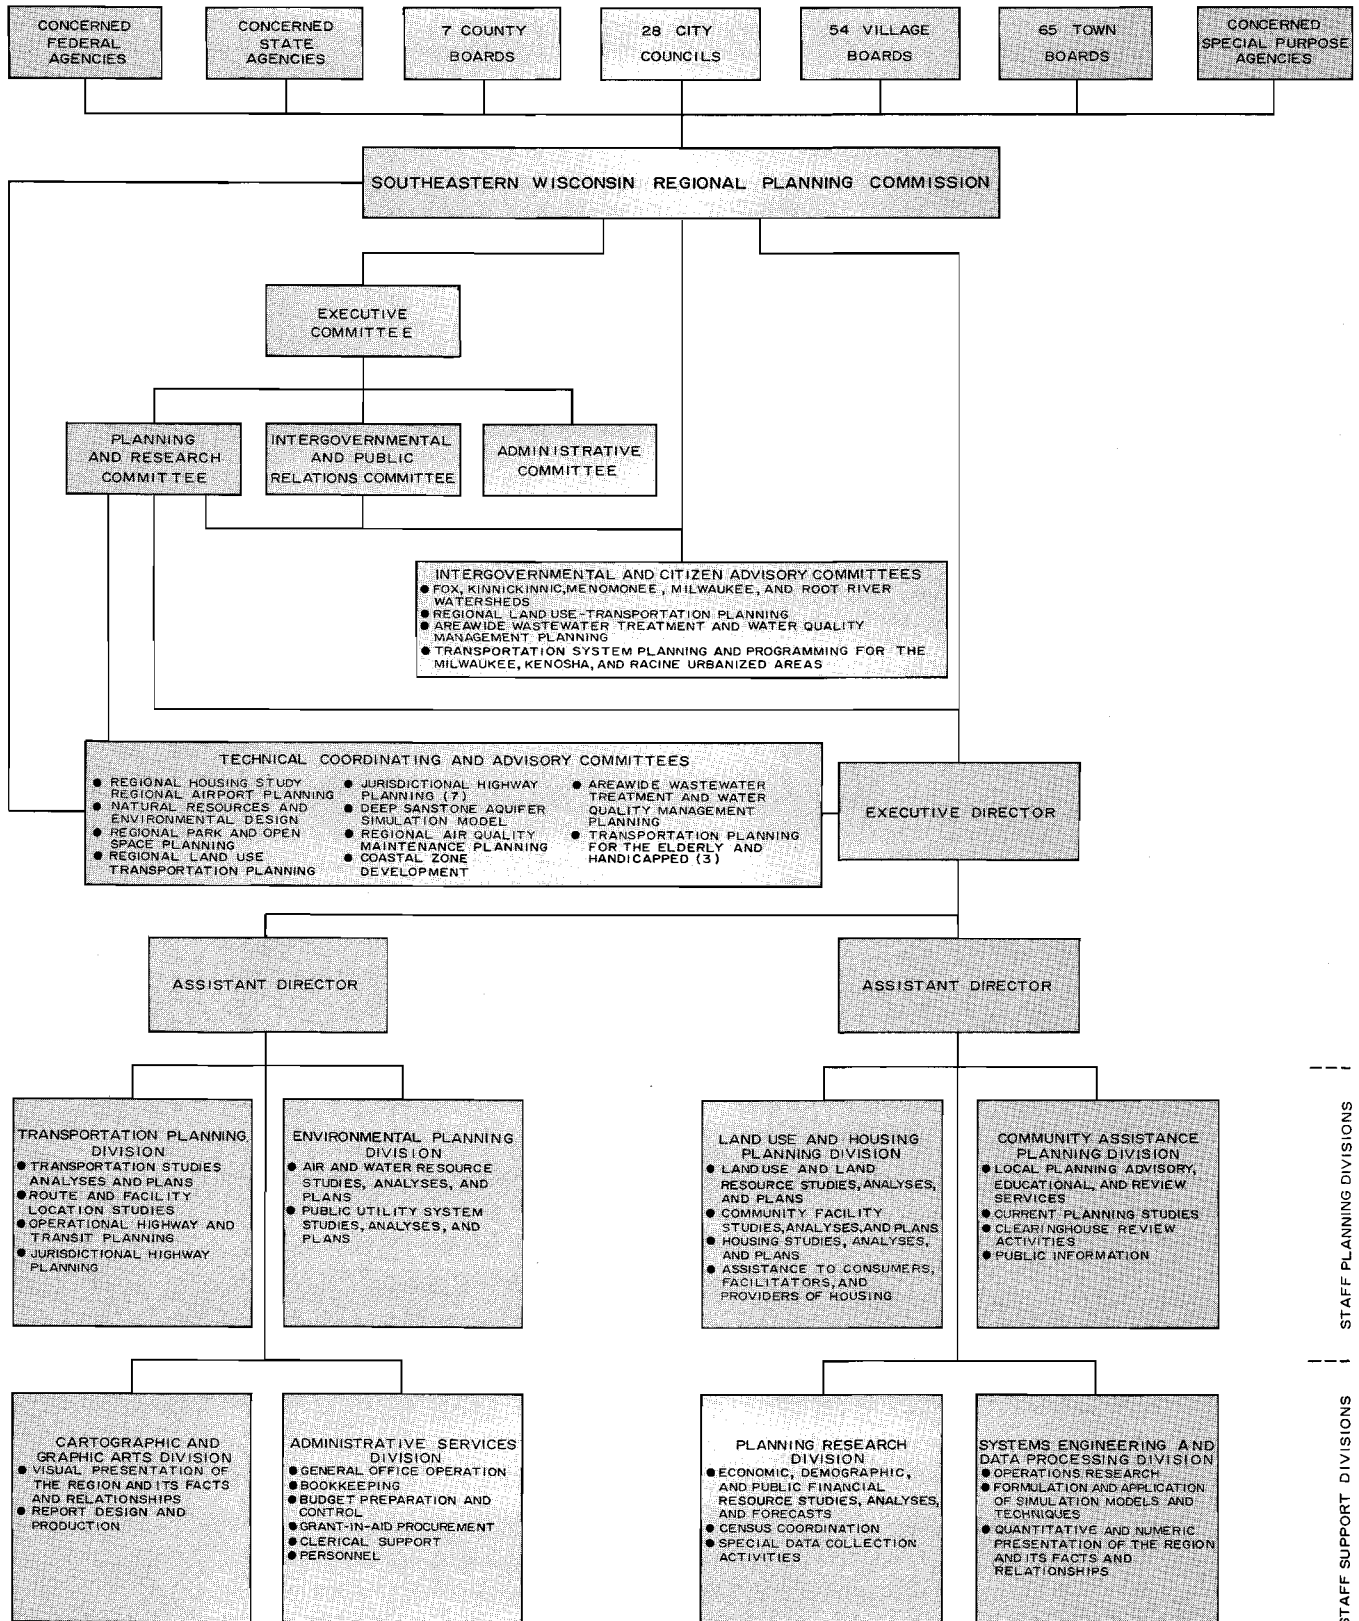 CONCERNED
FEDERAL
AGENCIES
CONCERNED
STATE
AGENCIES
7 COUNTY
BOARDS
28 CITY
COUNCILS
54 VILLAGE
BOARDS
65 TOWN
BOARDS
CONCERNED
SPECIAL PURPOSE
AGENCIES
SOUTHEASTERN WISCONSIN REGIONAL PLANNING COMMISSION
EXECUTIVE
COMMITTEE
PLANNING
AND RESEARCH
COMMITTEE
INTERGOVERNMENTAL
AND PUBLIC
RELATIONS COMMITTEE
ADMINISTRATIVE
COMMITTEE
INTERGOVERNMENTAL AND CITIZEN ADVISORY COMMITTEES
● FOX, KINNICKINNIC, MENOMONEE, MILWAUKEE, AND ROOT RIVER
WATERSHEDS
● REGIONAL LAND USE-TRANSPORTATION PLANNING
● AREAWIDE WASTEWATER TREATMENT AND WATER QUALITY
MANAGEMENT PLANNING
● TRANSPORTATION SYSTEM PLANNING AND PROGRAMMING FOR THE
MILWAUKEE, KENOSHA, AND RACINE URBANIZED AREAS
TECHNICAL COORDINATING AND ADVISORY COMMITTEES
● REGIONAL HOUSING STUDY
REGIONAL AIRPORT PLANNING
● NATURAL RESOURCES AND
ENVIRONMENTAL DESIGN
● REGIONAL PARK AND OPEN
SPACE PLANNING
● REGIONAL LAND USE
TRANSPORTATION PLANNING
● JURISDICTIONAL HIGHWAY
PLANNING (7)
● DEEP SANSTONE AQUIFER
SIMULATION MODEL
● REGIONAL AIR QUALITY
MAINTENANCE PLANNING
● COASTAL ZONE
DEVELOPMENT
● AREAWIDE WASTEWATER
TREATMENT AND WATER
QUALITY MANAGEMENT
PLANNING
● TRANSPORTATION PLANNING
FOR THE ELDERLY AND
HANDICAPPED (3)
EXECUTIVE DIRECTOR
ASSISTANT DIRECTOR
ASSISTANT DIRECTOR
TRANSPORTATION PLANNING
DIVISION
● TRANSPORTATION STUDIES
ANALYSES AND PLANS
● ROUTE AND FACILITY
LOCATION STUDIES
● OPERATIONAL HIGHWAY AND
TRANSIT PLANNING
● JURISDICTIONAL HIGHWAY
PLANNING
ENVIRONMENTAL PLANNING
DIVISION
● AIR AND WATER RESOURCE
STUDIES, ANALYSES, AND
PLANS
● PUBLIC UTILITY SYSTEM
STUDIES, ANALYSES, AND
PLANS
LAND USE AND HOUSING
PLANNING DIVISION
● LAND USE AND LAND
RESOURCE STUDIES, ANALYSES,
AND PLANS
● COMMUNITY FACILITY
STUDIES, ANALYSES, AND PLANS
● HOUSING STUDIES, ANALYSES,
AND PLANS
● ASSISTANCE TO CONSUMERS,
FACILITATORS, AND
PROVIDERS OF HOUSING
COMMUNITY ASSISTANCE
PLANNING DIVISION
● LOCAL PLANNING ADVISORY,
EDUCATIONAL, AND REVIEW
SERVICES
● CURRENT PLANNING STUDIES
● CLEARINGHOUSE REVIEW
ACTIVITIES
● PUBLIC INFORMATION
STAFF PLANNING DIVISIONS
CARTOGRAPHIC AND
GRAPHIC ARTS DIVISION
● VISUAL PRESENTATION OF
THE REGION AND ITS FACTS
AND RELATIONSHIPS
● REPORT DESIGN AND
PRODUCTION
ADMINISTRATIVE SERVICES
DIVISION
● GENERAL OFFICE OPERATION
● BOOKKEEPING
● BUDGET PREPARATION AND
CONTROL
● GRANT-IN-AID PROCUREMENT
● CLERICAL SUPPORT
● PERSONNEL
PLANNING RESEARCH
DIVISION
● ECONOMIC, DEMOGRAPHIC,
AND PUBLIC FINANCIAL
RESOURCE STUDIES, ANALYSES,
AND FORECASTS
● CENSUS COORDINATION
● SPECIAL DATA COLLECTION
ACTIVITIES
SYSTEMS ENGINEERING AND
DATA PROCESSING DIVISION
● OPERATIONS RESEARCH
● FORMULATION AND APPLICATION
OF SIMULATION MODELS AND
TECHNIQUES
● QUANTITATIVE AND NUMERIC
PRESENTATION OF THE REGION
AND ITS FACTS AND
RELATIONSHIPS
STAFF SUPPORT DIVISIONS